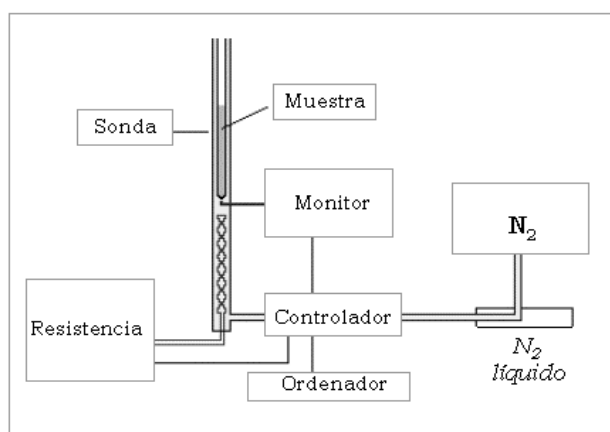 Muestra
Sonda
Monitor
N₂
Controlador
Resistencia
N₂
líquido
Ordenador